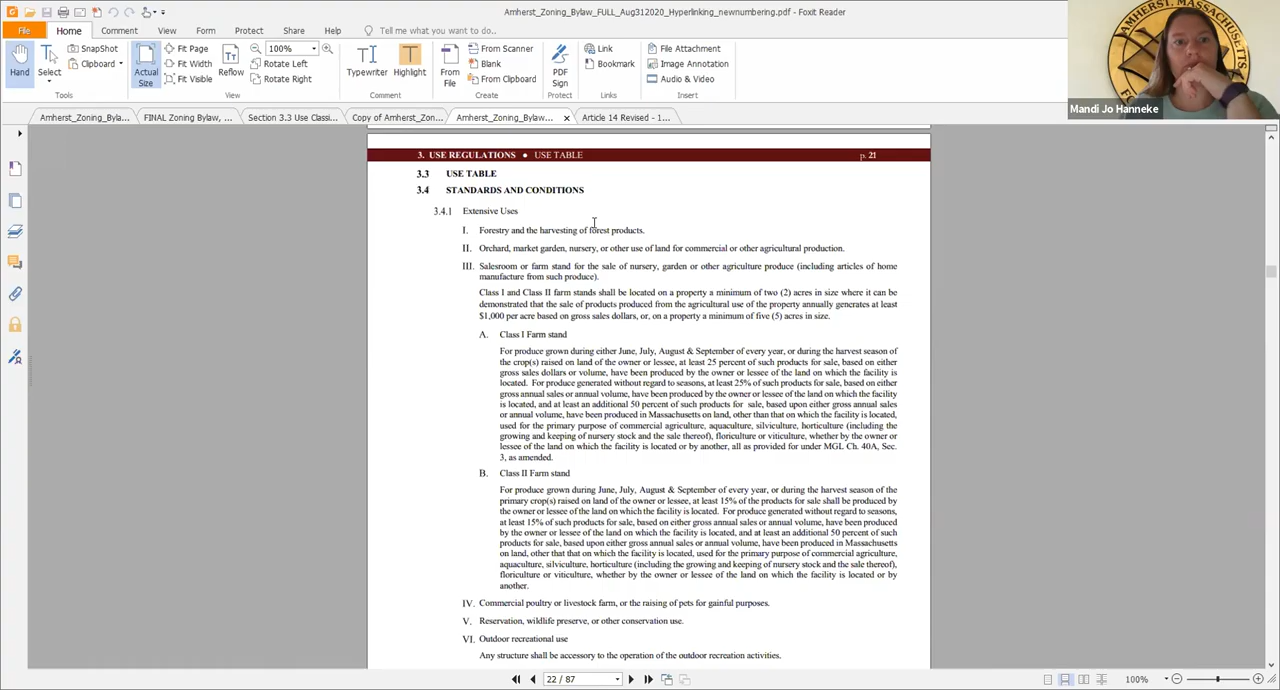 Amherst_Zoning_Bylaw_FULL_Aug312020_Hyperlinking_newnumbering.pdf - Foxit Reader
File Home Comment View Form Protect Share Help Tell me what you want to do...
Hand
Select
SnapShot
Clipboard
Tools
Actual Size
Fit Page
Fit Width
Fit Visible
Reflow
100%
Rotate Left
Rotate Right
View
Typewriter
Highlight
Comment
From File
From Scanner
Blank
From Clipboard
Create
PDF Sign
Protect
Link
Bookmark
Links
File Attachment
Image Annotation
Audio & Video
Insert
AMHERST, MASSACHUSETTS
Mandi Jo Hanneke
Amherst_Zoning_Byla... FINAL Zoning Bylaw, ... Section 3.3 Use Classi... Copy of Amherst_Zon... Amherst_Zoning_Bylaw... Article 14 Revised - 1...
3. USE REGULATIONS • USE TABLE p. 21
3.3 USE TABLE
3.4 STANDARDS AND CONDITIONS
3.4.1 Extensive Uses
I. Forestry and the harvesting of forest products.
II. Orchard, market garden, nursery, or other use of land for commercial or other agricultural production.
III. Salesroom or farm stand for the sale of nursery, garden or other agriculture produce (including articles of home
manufacture from such produce).
Class I and Class II farm stands shall be located on a property a minimum of two (2) acres in size where it can be
demonstrated that the sale of products produced from the agricultural use of the property annually generates at least
$1,000 per acre based on gross sales dollars, or, on a property a minimum of five (5) acres in size.
A. Class I Farm stand
For produce grown during either June, July, August & September of every year, or during the harvest season of
the crop(s) raised on land of the owner or lessee, at least 25 percent of such products for sale, based on either
gross sales dollars or volume, have been produced by the owner or lessee of the land on which the facility is
located. For produce generated without regard to seasons, at least 25% of such products for sale, based on either
gross annual sales or annual volume, have been produced by the owner or lessee of the land on which the facility
is located, and at least an additional 50 percent of such products for sale, based upon either gross annual sales
or annual volume, have been produced in Massachusetts on land, other than that on which the facility is located,
used for the primary purpose of commercial agriculture, aquaculture, silviculture, horticulture (including the
growing and keeping of nursery stock and the sale thereof), floriculture or viticulture, whether by the owner or
lessee of the land on which the facility is located or by another, all as provided for under MGL Ch. 40A, Sec.
3, as amended.
B. Class II Farm stand
For produce grown during June, July, August & September of every year, or during the harvest season of the
primary crop(s) raised on land of the owner or lessee, at least 15% of the products for sale shall be produced by
the owner or lessee of the land on which the facility is located. For produce generated without regard to seasons,
at least 15% of such products for sale, based on either gross annual sales or annual volume, have been produced
by the owner or lessee of the land on which the facility is located, and at least an additional 50 percent of such
products for sale, based upon either gross annual sales or annual volume, have been produced in Massachusetts
on land, other that that on which the facility is located, used for the primary purpose of commercial agriculture,
aquaculture, silviculture, horticulture (including the growing and keeping of nursery stock and the sale thereof),
floriculture or viticulture, whether by the owner or lessee of the land on which the facility is located or by
another.
IV. Commercial poultry or livestock farm, or the raising of pets for gainful purposes.
V. Reservation, wildlife preserve, or other conservation use.
VI. Outdoor recreational use
Any structure shall be accessory to the operation of the outdoor recreation activities.
22 / 87
100%